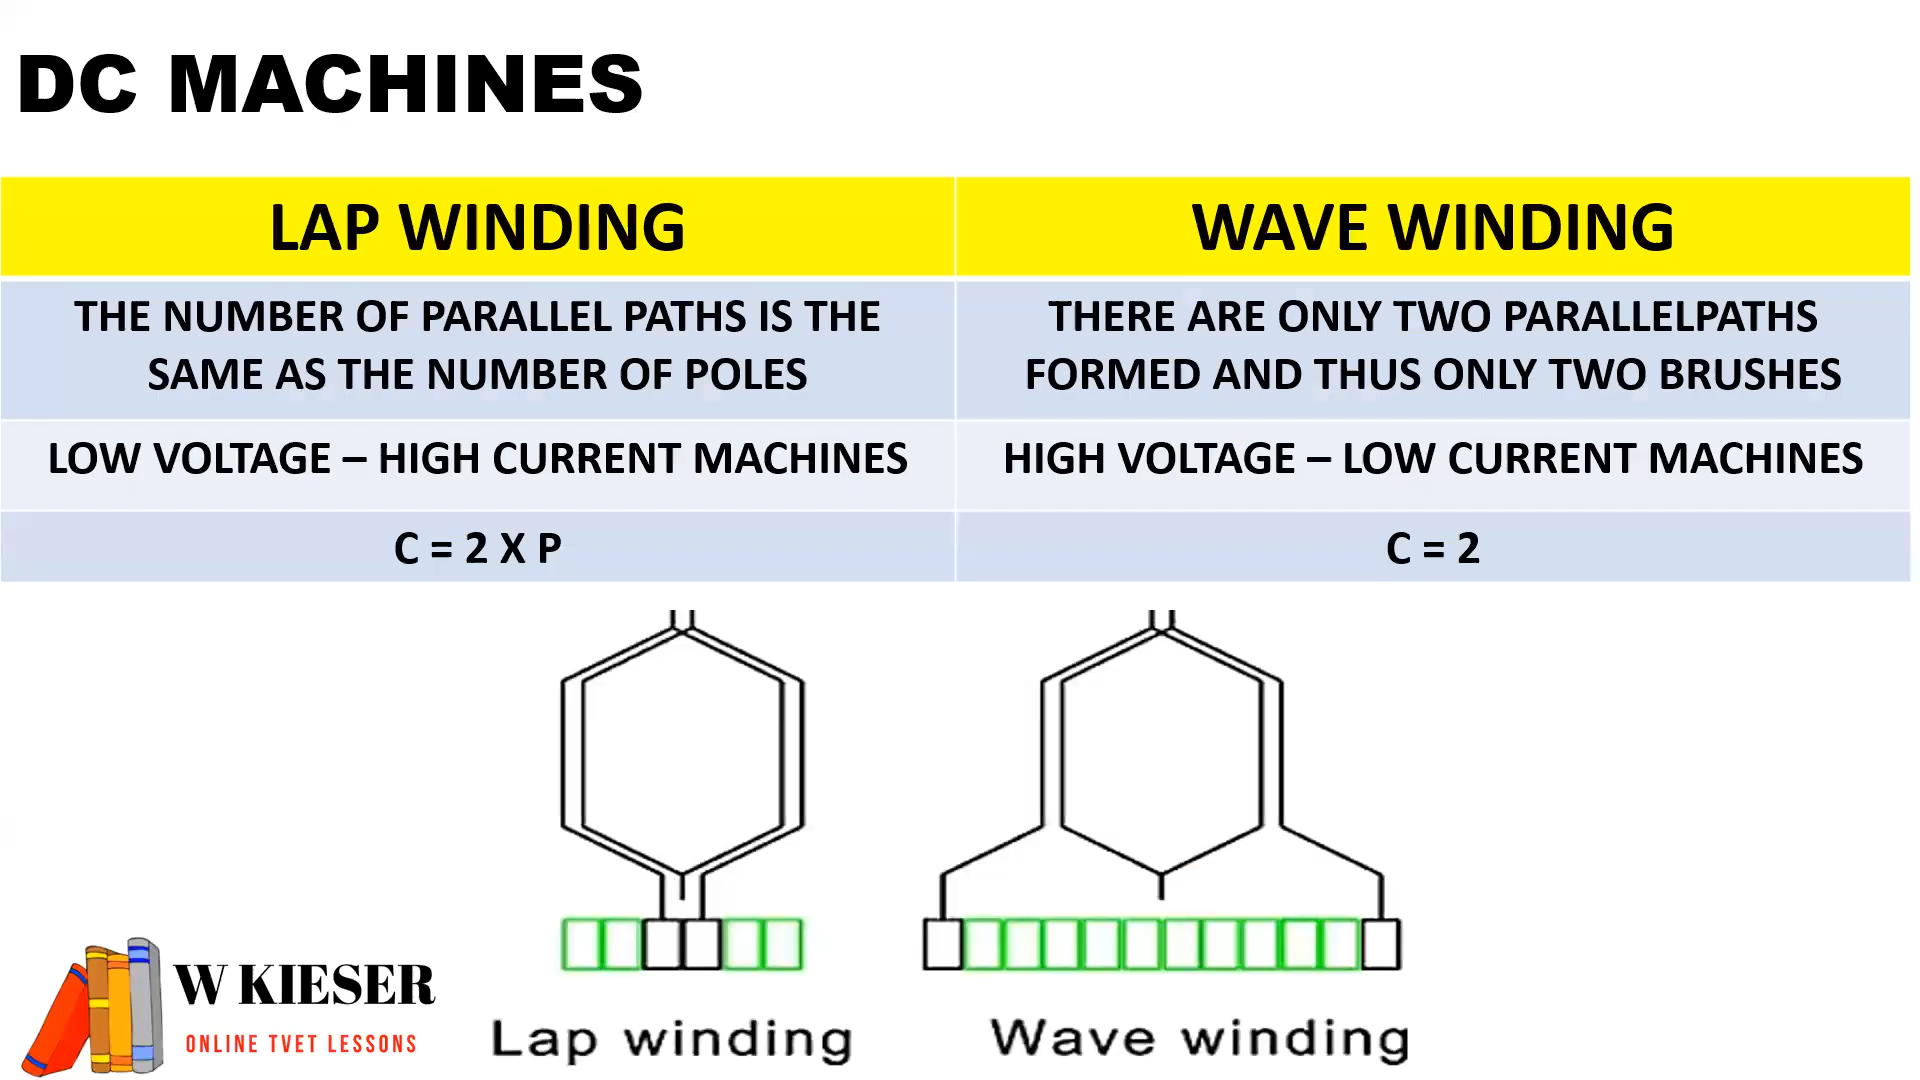 DC MACHINES
LAP WINDING
WAVE WINDING
THE NUMBER OF PARALLEL PATHS IS THE
SAME AS THE NUMBER OF POLES
THERE ARE ONLY TWO PARALLELPATHS
FORMED AND THUS ONLY TWO BRUSHES
LOW VOLTAGE – HIGH CURRENT MACHINES
HIGH VOLTAGE – LOW CURRENT MACHINES
C = 2 X P
C = 2
Lap winding
Wave winding
W KIESER
ONLINE TVET LESSONS